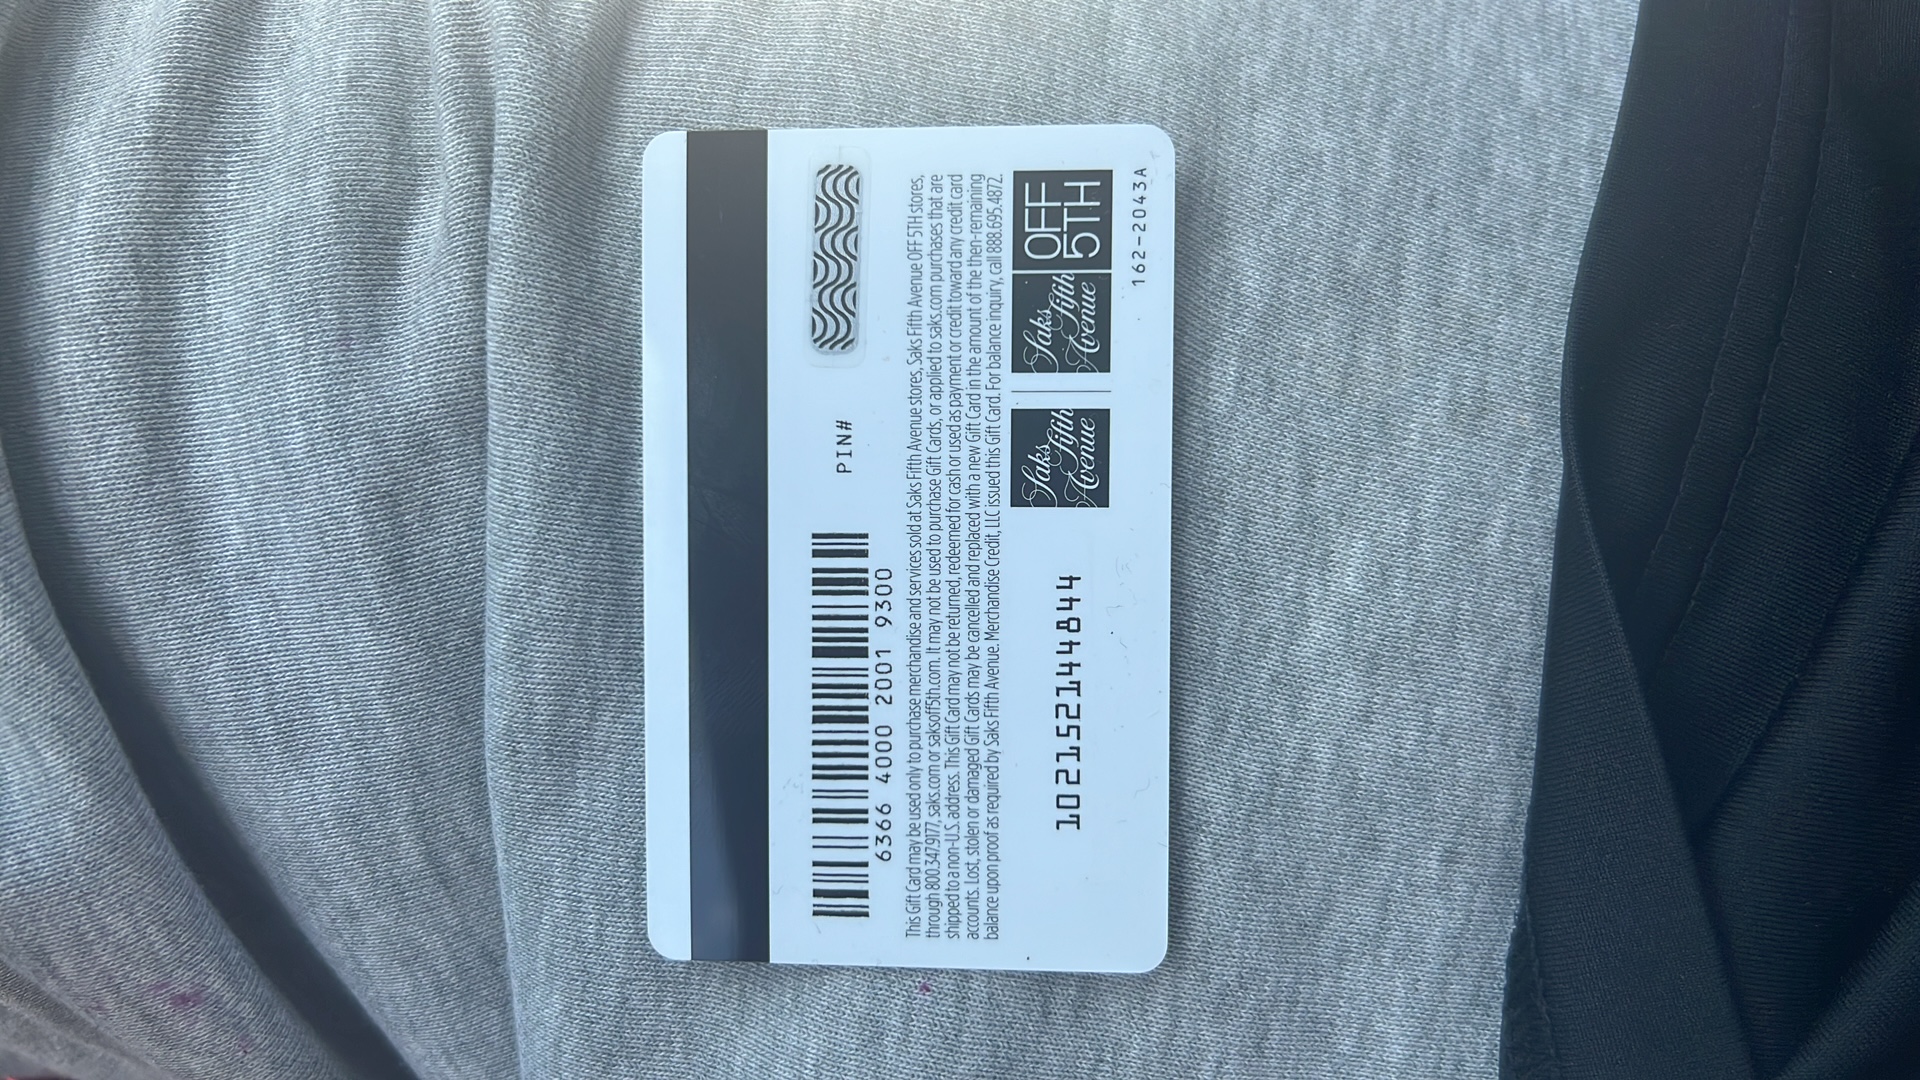 PIN#
6366 4000 2001 9300
This Gift Card may be used only to purchase merchandise and services sold at Saks Fifth Avenue stores, Saks Fifth Avenue OFF 5TH stores,
through 800.347.9177, saks.com or saksoff5th.com. It may not be used to purchase Gift Cards, or applied to saks.com purchases that are
shipped to a non-U.S. address. This Gift Card may not be returned, redeemed for cash or used as payment or credit toward any credit card
accounts. Lost, stolen or damaged Gift Cards may be cancelled and replaced with a new Gift Card in the amount of the then-remaining
balance upon proof as required by Saks Fifth Avenue. Merchandise Credit, LLC issued this Gift Card. For balance inquiry, call 888.695.4872.
102152144844
Saks
fifth
Avenue
Saks
fifth
Avenue
OFF
5TH
162-2043A